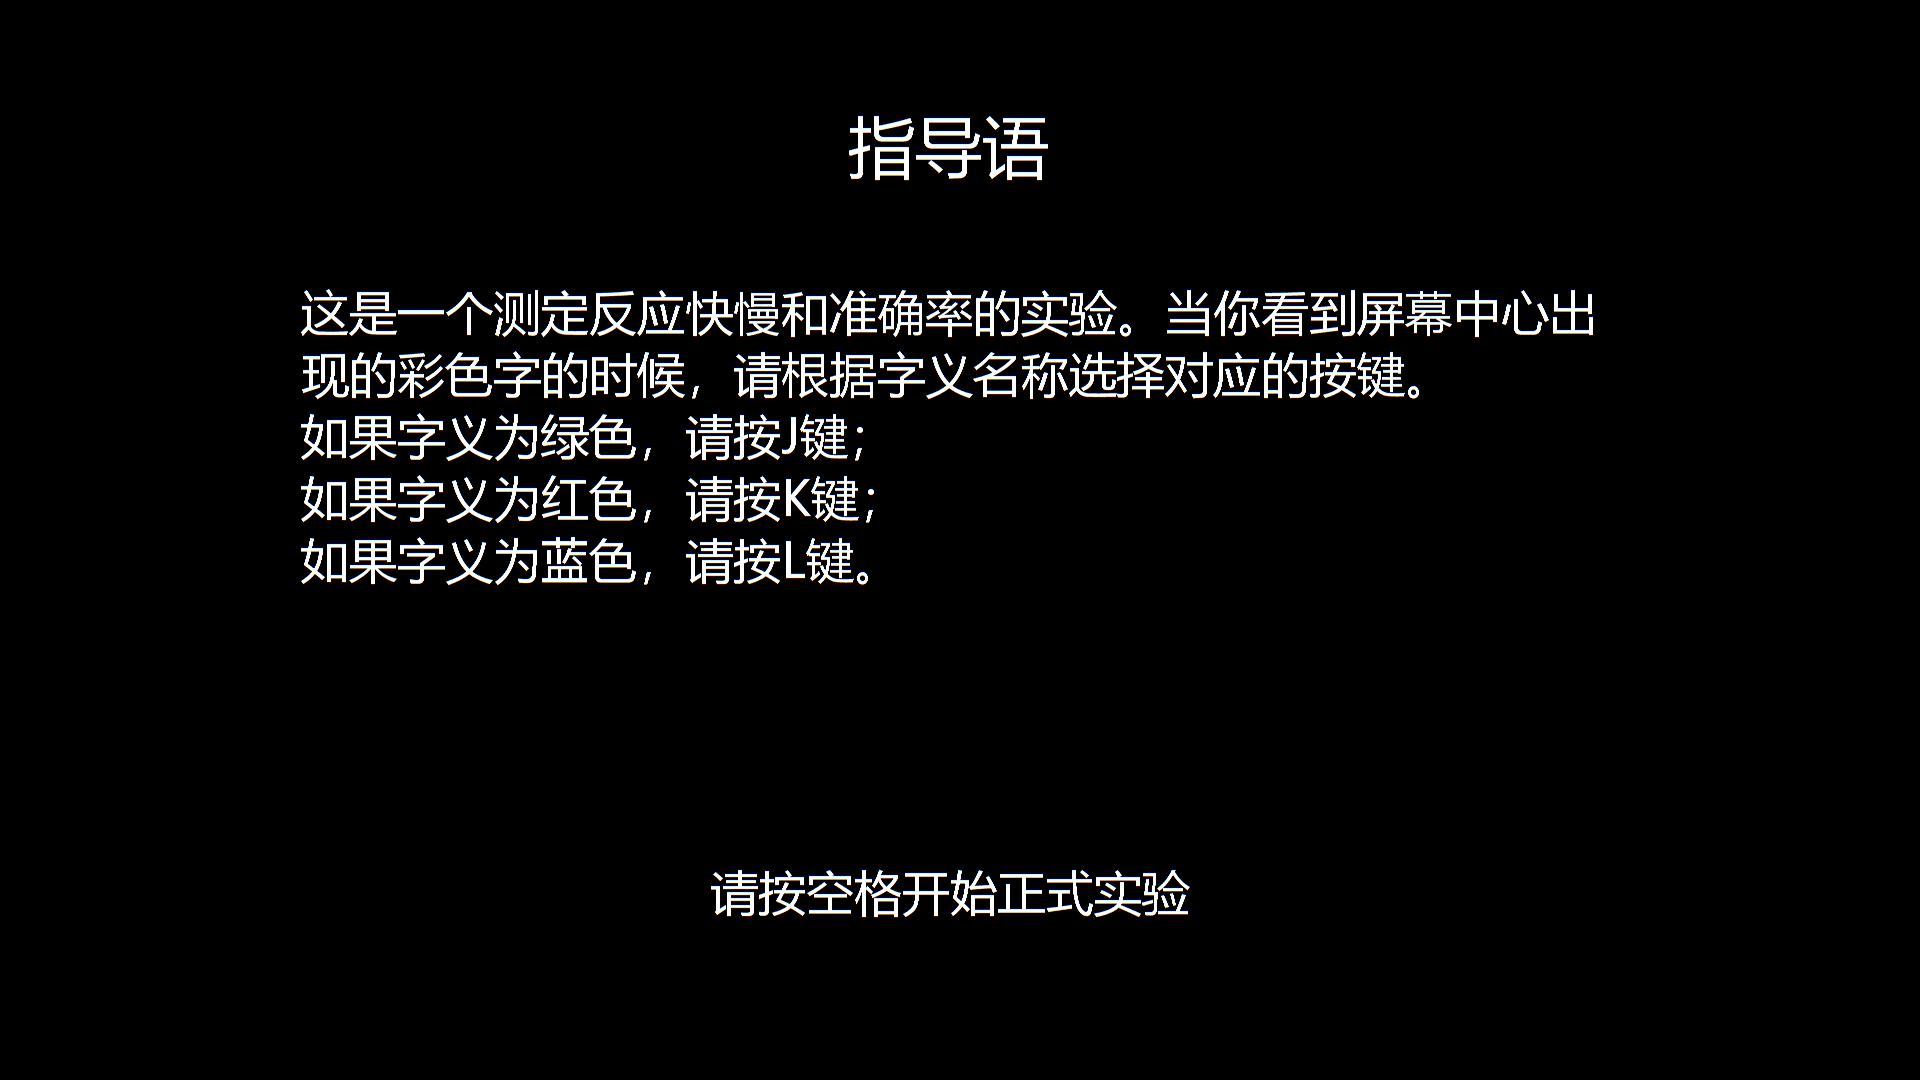 指导语
这是一个测定反应快慢和准确率的实验。当你看到屏幕中心出
现的彩色字的时候，请根据字义名称选择对应的按键。
如果字义为绿色，请按J键；
如果字义为红色，请按K键；
如果字义为蓝色，请按L键。
请按空格开始正式实验